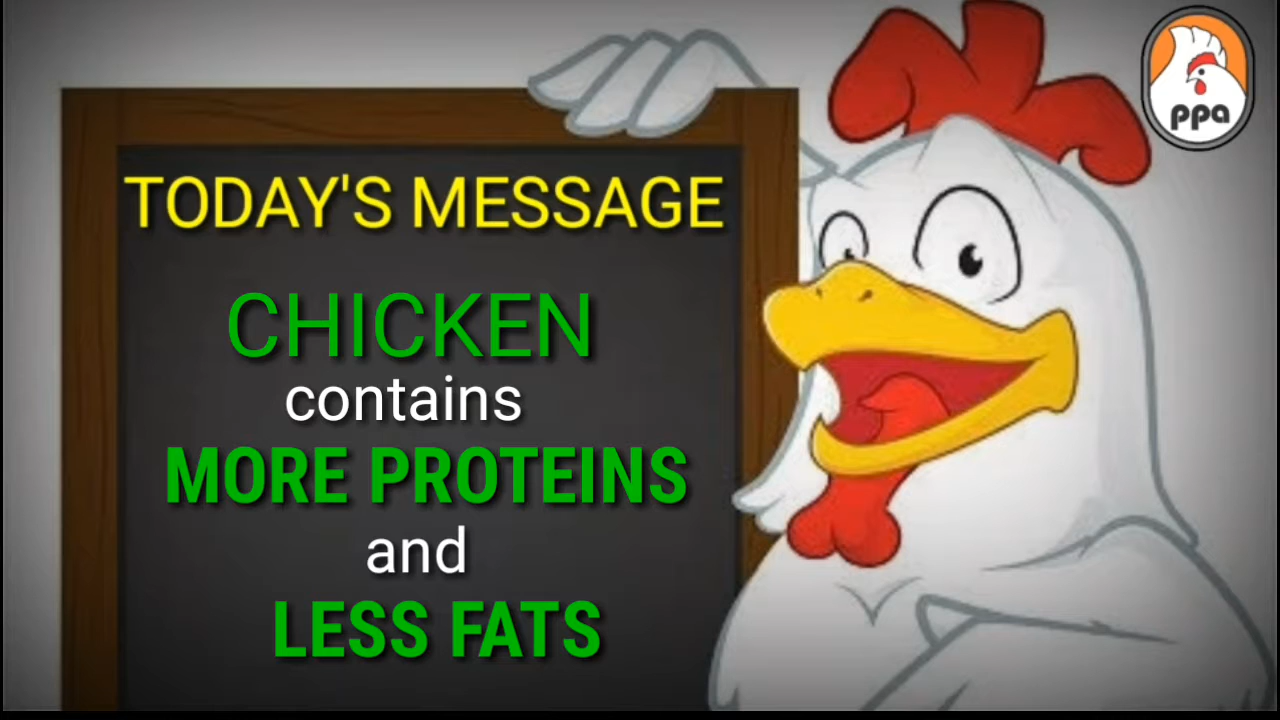 ppa
TODAY'S MESSAGE
CHICKEN
contains
MORE PROTEINS
and
LESS FATS